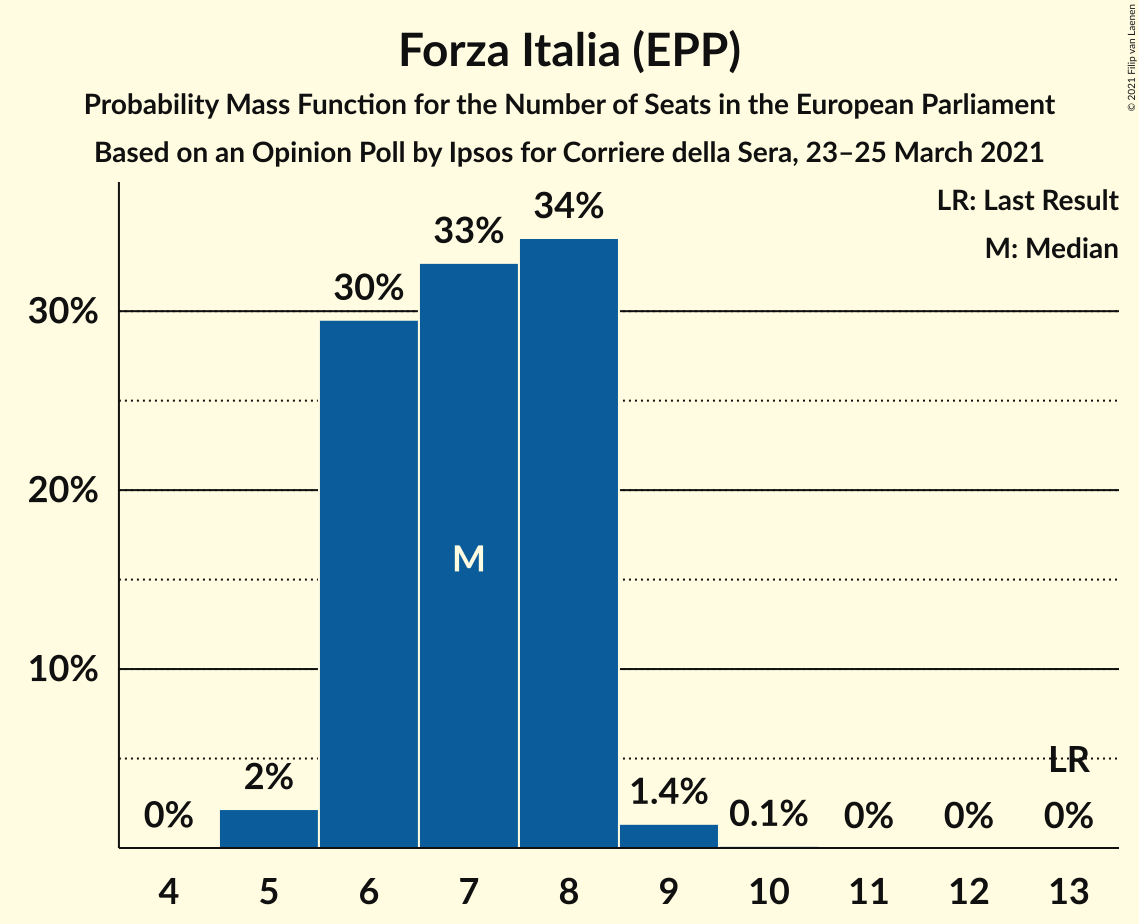 Forza Italia (EPP)
Probability Mass Function for the Number of Seats in the European Parliament
Based on an Opinion Poll by Ipsos for Corriere della Sera, 23–25 March 2021
© 2021 Filip van Laenen
LR: Last Result
M: Median
34%
33%
30%
30%
20%
M
10%
LR
2%
1.4%
0%
0.1%
0%
0%
0%
4 5 6 7 8 9 10 11 12 13